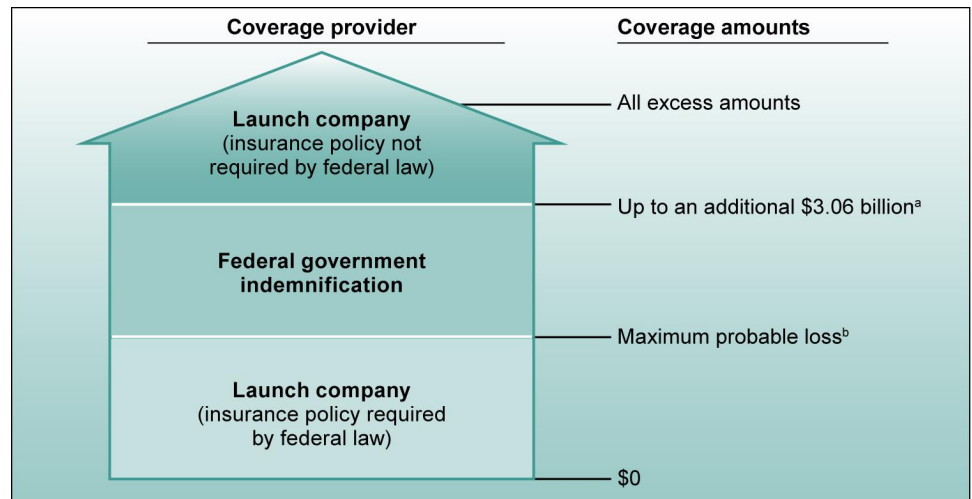 Coverage provider
Coverage amounts
Launch company
(insurance policy not
required by federal law)
All excess amounts
Up to an additional $3.06 billionᵃ
Federal government
indemnification
Maximum probable lossᵇ
Launch company
(insurance policy required
by federal law)
$0